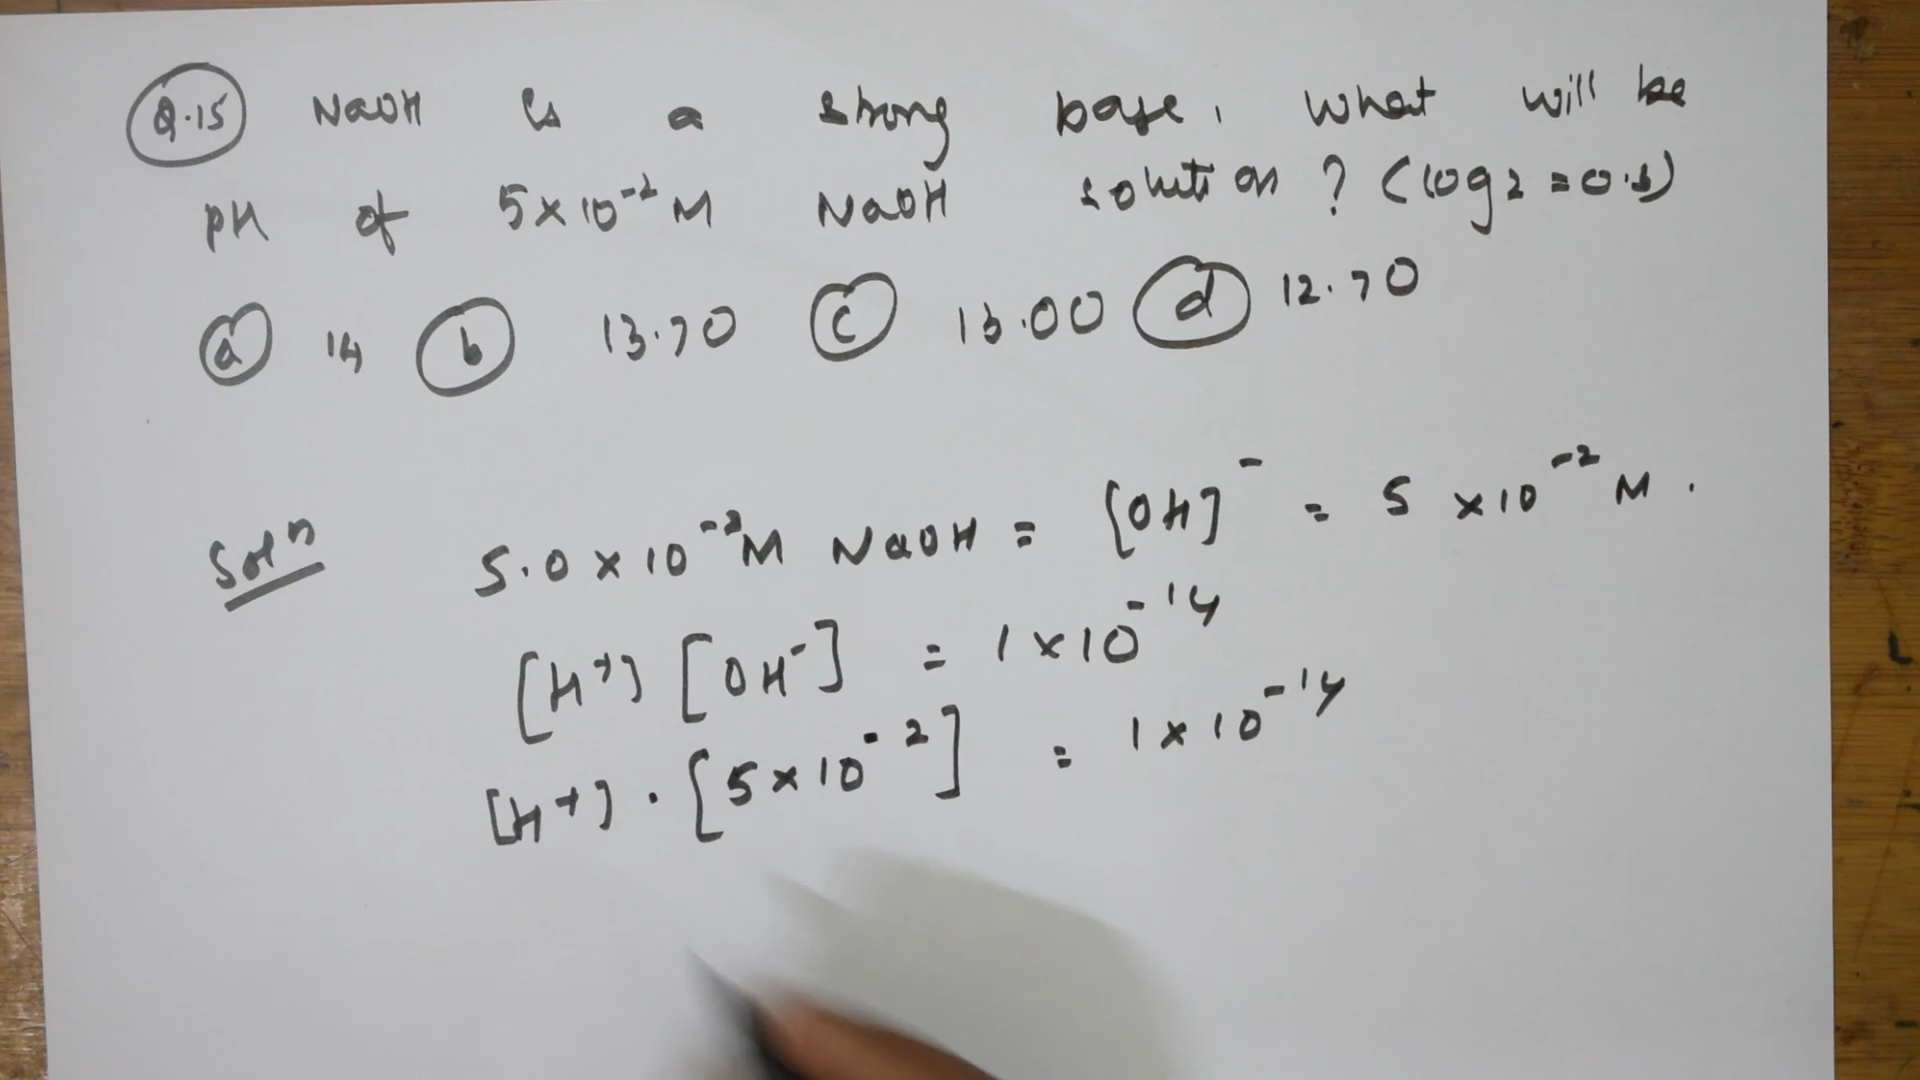 Q.15 NaOH is a strong base, what will be
pH of 5×10⁻² M NaOH solution? (log2=0.3)
a 14 b 13.70 c 13.00 d 12.70
Solⁿ 5.0×10⁻²M NaOH = [OH]⁻ = 5×10⁻² M.
[H⁺] [OH⁻] = 1×10⁻¹⁴
[H⁺]·[5×10⁻²] = 1×10⁻¹⁴